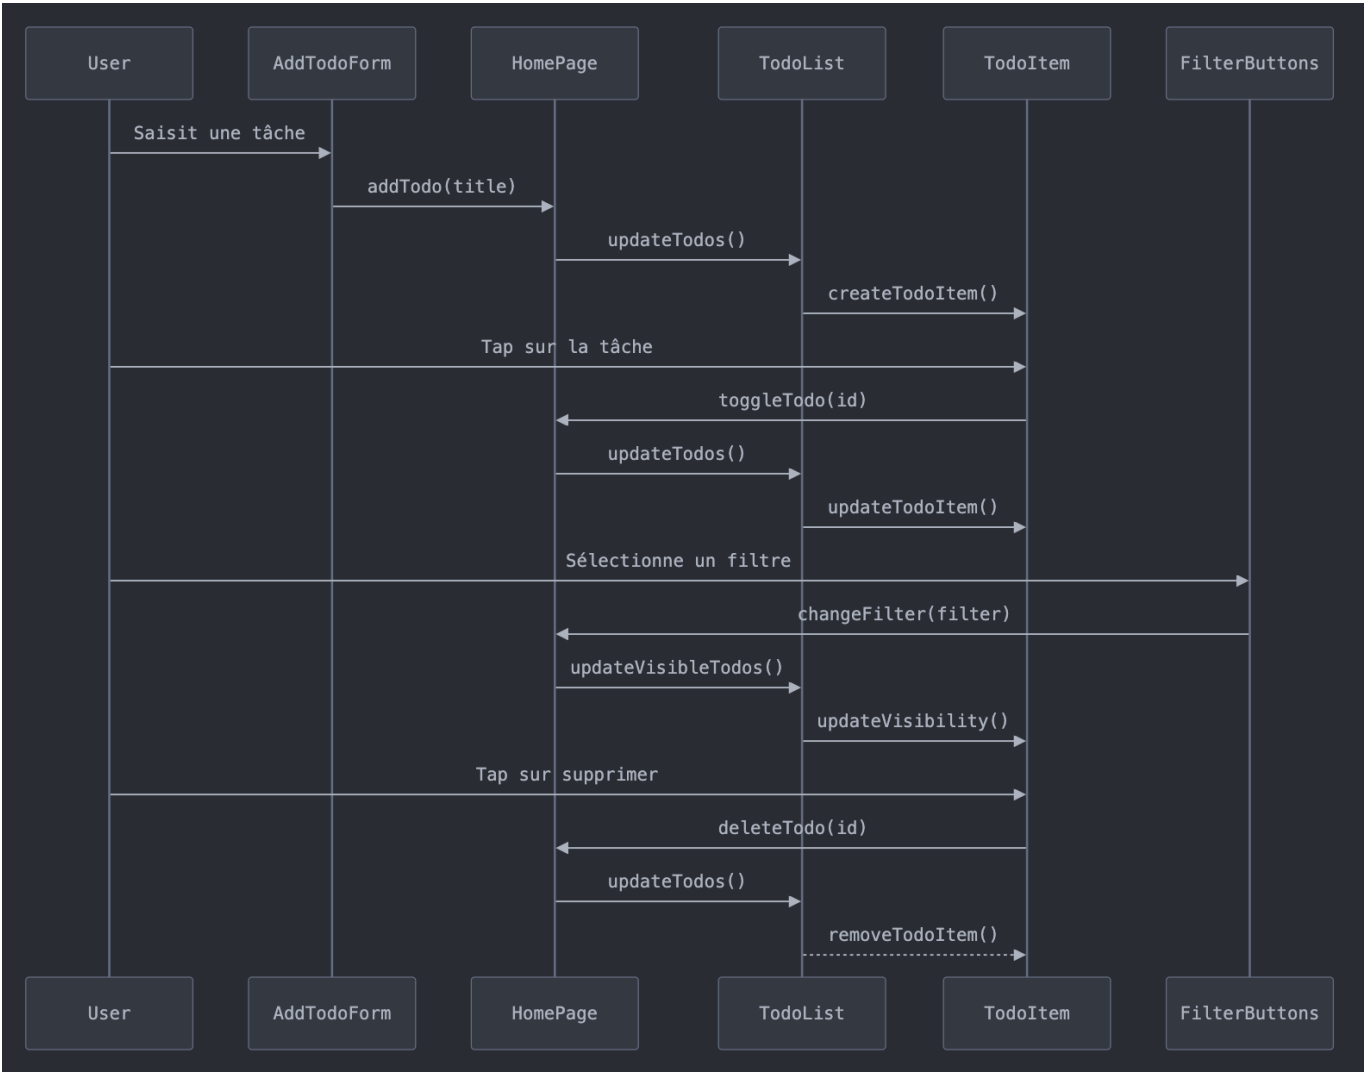 User
AddTodoForm
HomePage
TodoList
TodoItem
FilterButtons
Saisit une tâche
addTodo(title)
updateTodos()
createTodoItem()
Tap sur la tâche
toggleTodo(id)
updateTodos()
updateTodoItem()
Sélectionne un filtre
changeFilter(filter)
updateVisibleTodos()
updateVisibility()
Tap sur supprimer
deleteTodo(id)
updateTodos()
removeTodoItem()
User
AddTodoForm
HomePage
TodoList
TodoItem
FilterButtons